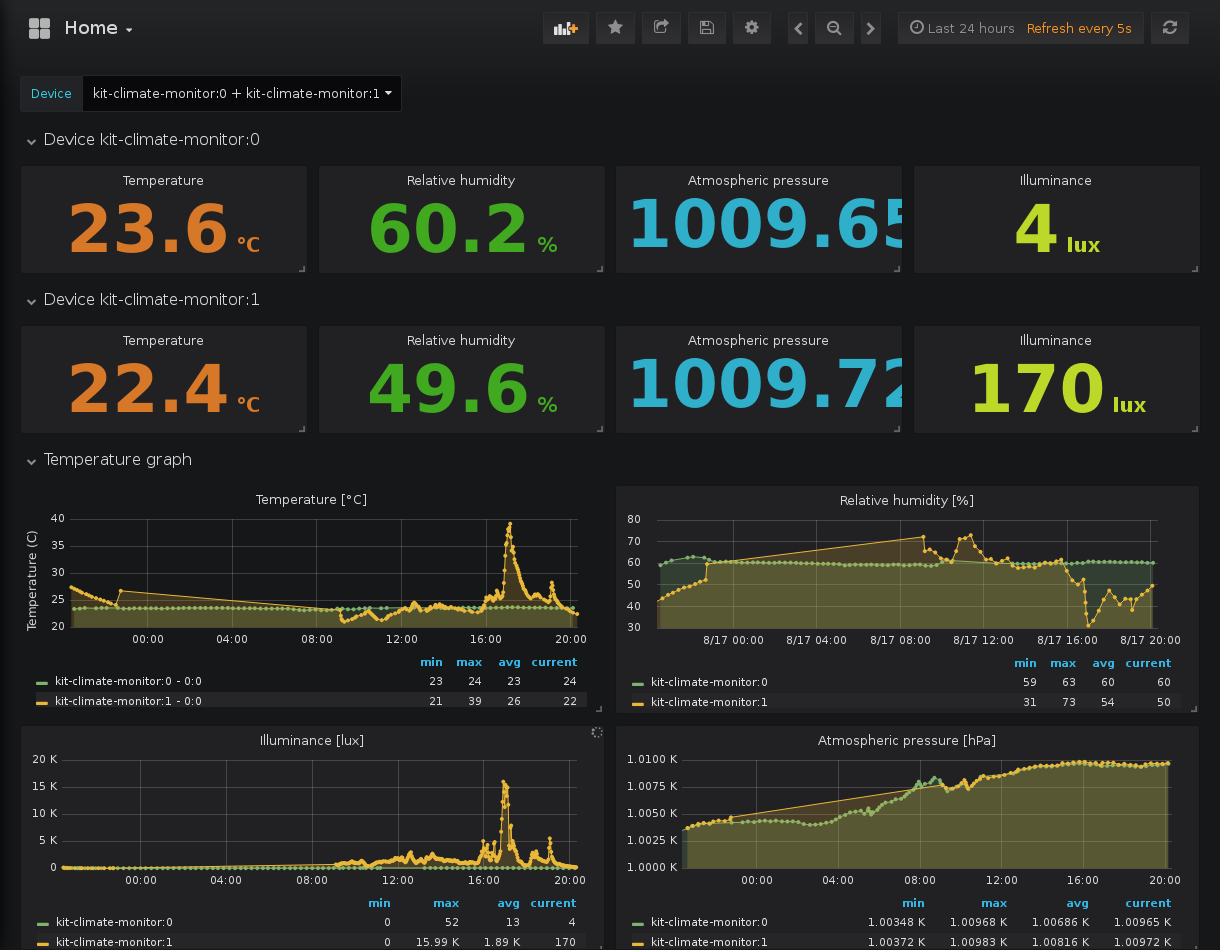 Home
Last 24 hours Refresh every 5s
Device kit-climate-monitor:0 + kit-climate-monitor:1
Device kit-climate-monitor:0
Temperature Relative humidity Atmospheric pressure Illuminance
23.6 °C 60.2 % 1009.65 4 lux
Device kit-climate-monitor:1
Temperature Relative humidity Atmospheric pressure Illuminance
22.4 °C 49.6 % 1009.72 170 lux
Temperature graph
Temperature [°C]
Temperature (C)
40
35
30
25
20
00:00 04:00 08:00 12:00 16:00 20:00
min max avg current
kit-climate-monitor:0 - 0:0 23 24 23 24
kit-climate-monitor:1 - 0:0 21 39 26 22
Relative humidity [%]
80
70
60
50
40
30
8/17 00:00 8/17 04:00 8/17 08:00 8/17 12:00 8/17 16:00 8/17 20:00
min max avg current
kit-climate-monitor:0 59 63 60 60
kit-climate-monitor:1 31 73 54 50
Illuminance [lux]
20 K
15 K
10 K
5 K
0
00:00 04:00 08:00 12:00 16:00 20:00
min max avg current
kit-climate-monitor:0 0 52 13 4
kit-climate-monitor:1 0 15.99 K 1.89 K 170
Atmospheric pressure [hPa]
1.0100 K
1.0075 K
1.0050 K
1.0025 K
1.0000 K
00:00 04:00 08:00 12:00 16:00 20:00
min max avg current
kit-climate-monitor:0 1.00348 K 1.00968 K 1.00686 K 1.00965 K
kit-climate-monitor:1 1.00372 K 1.00983 K 1.00816 K 1.00972 K